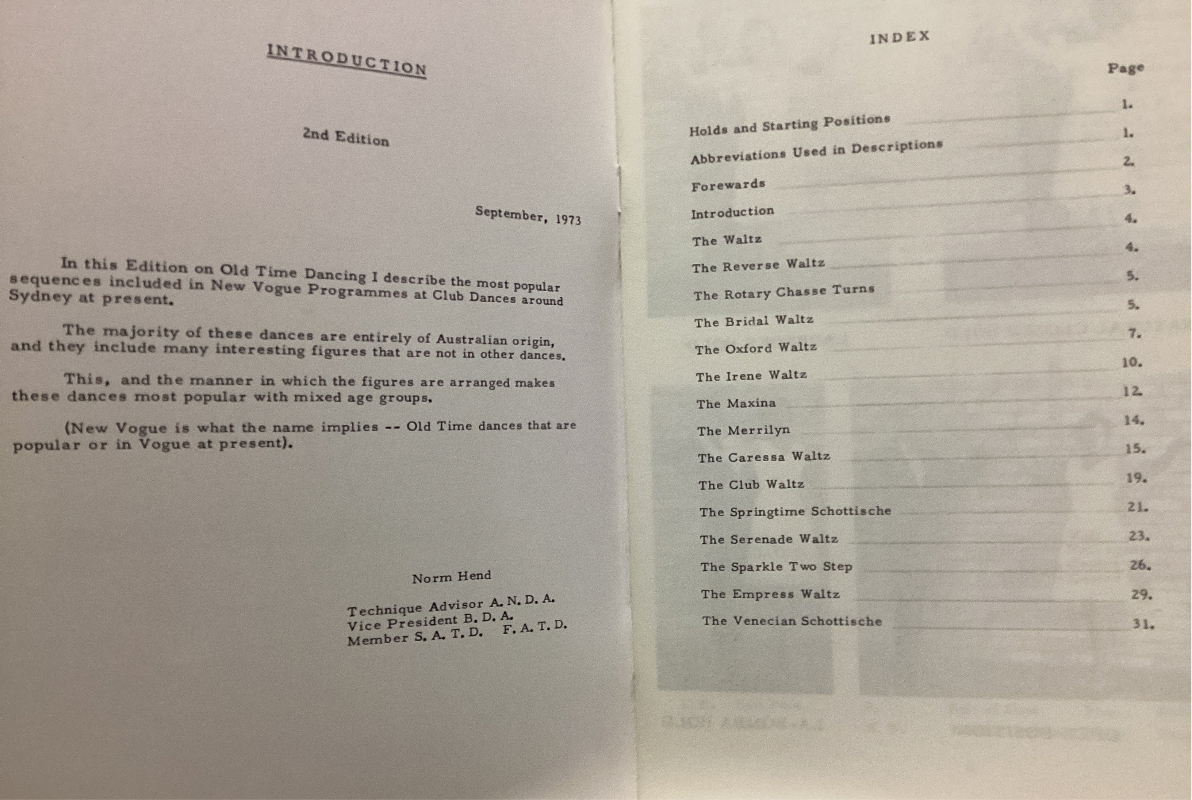 INTRODUCTION
2nd Edition
September, 1973
In this Edition on Old Time Dancing I describe the most popular
sequences included in New Vogue Programmes at Club Dances around
Sydney at present.
The majority of these dances are entirely of Australian origin,
and they include many interesting figures that are not in other dances.
This, and the manner in which the figures are arranged makes
these dances most popular with mixed age groups.
(New Vogue is what the name implies -- Old Time dances that are
popular or in Vogue at present).
Norm Hend
Technique Advisor A. N. D. A.
Vice President B. D. A.
Member S. A. T. D. F. A. T. D.
INDEX
Page
Holds and Starting Positions 1.
Abbreviations Used in Descriptions 1.
Forewards 2.
Introduction 3.
The Waltz 4.
The Reverse Waltz 4.
The Rotary Chasse Turns 5.
The Bridal Waltz 5.
The Oxford Waltz 7.
The Irene Waltz 10.
The Maxina 12.
The Merrilyn 14.
The Caressa Waltz 15.
The Club Waltz 19.
The Springtime Schottische 21.
The Serenade Waltz 23.
The Sparkle Two Step 26.
The Empress Waltz 29.
The Venecian Schottische 31.